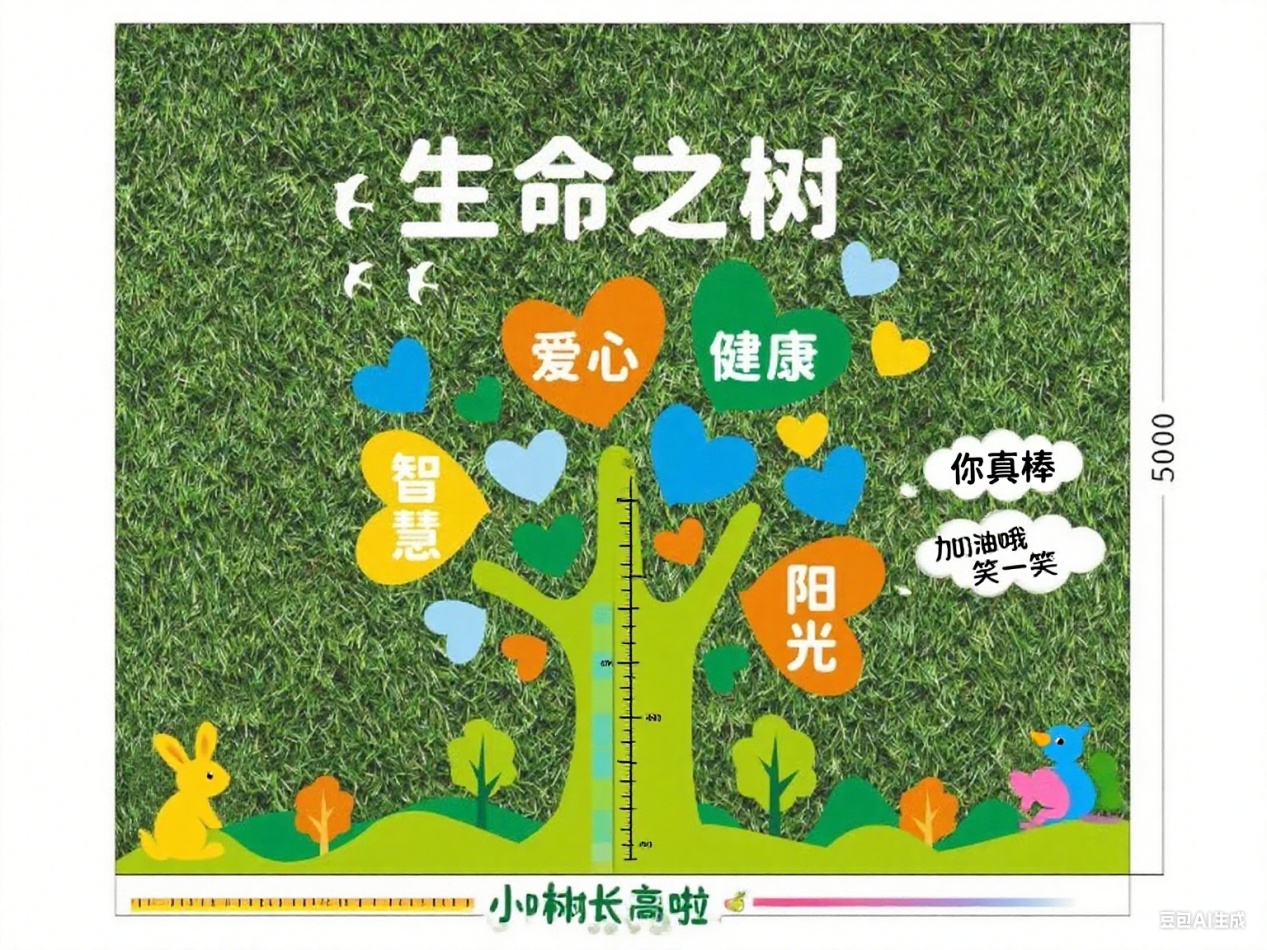 生命之树
爱心
健康
智
慧
阳
光
你真棒
加油哦
笑一笑
5000
小树长高啦
豆包AI生成